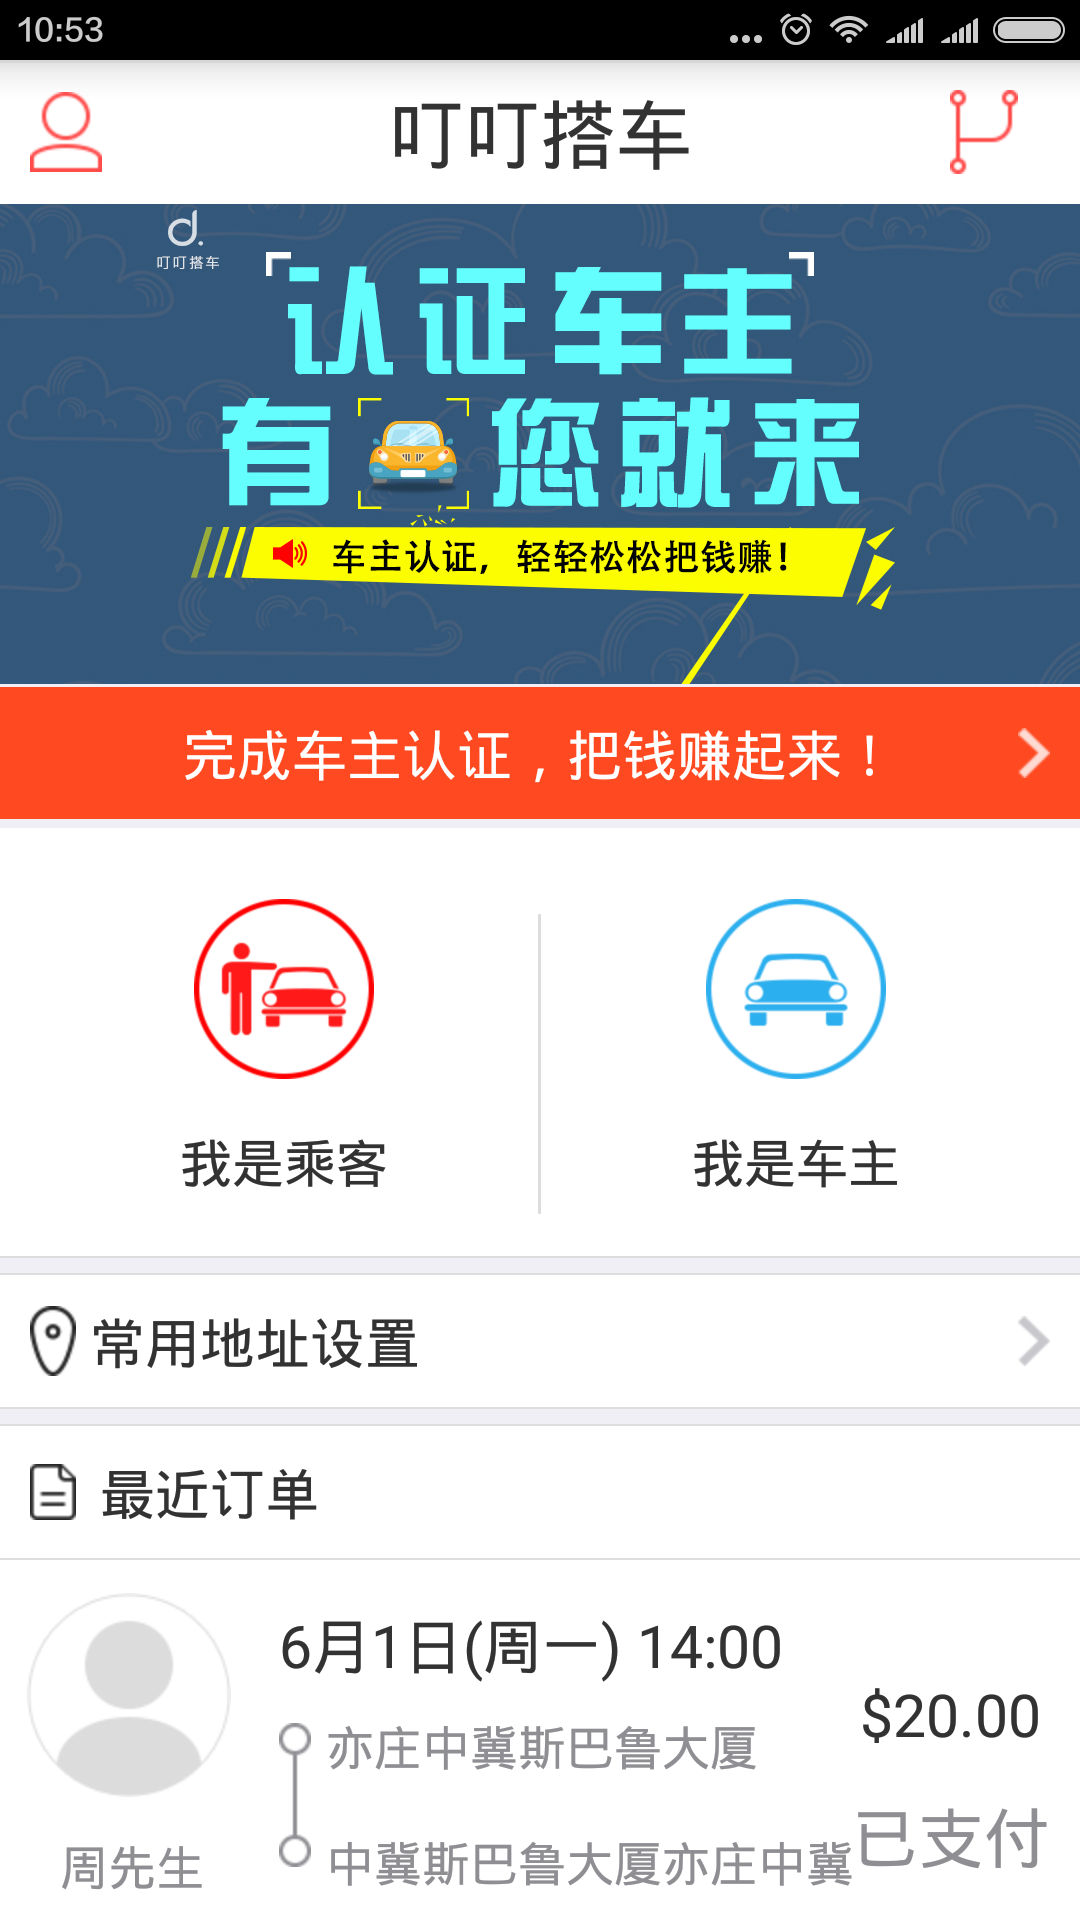 10:53
叮叮搭车
叮叮搭车
认证车主
有您就来
车主认证，轻轻松松把钱赚！
完成车主认证，把钱赚起来！
我是乘客
我是车主
常用地址设置
最近订单
6月1日(周一) 14:00
$20.00
亦庄中冀斯巴鲁大厦
已支付
中冀斯巴鲁大厦亦庄中冀
周先生